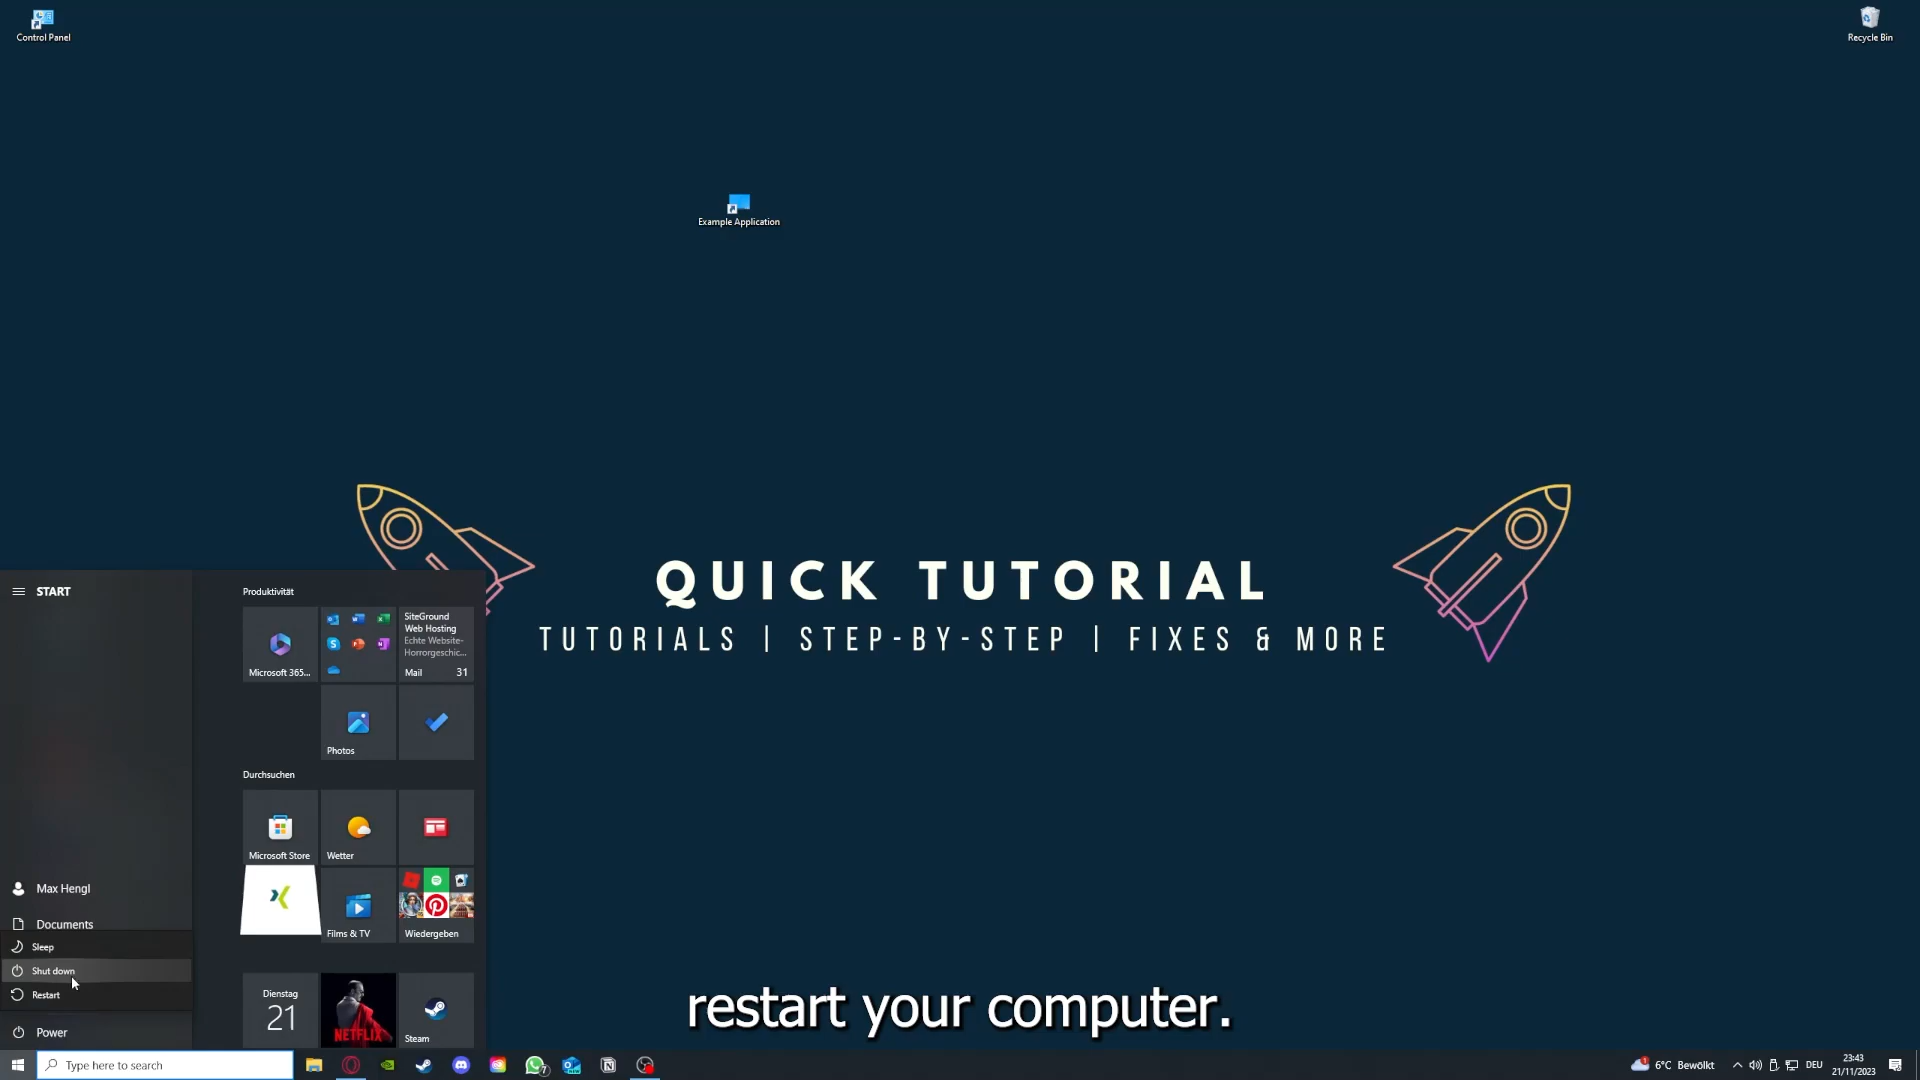 Control Panel
Recycle Bin
Example Application
QUICK TUTORIAL
TUTORIALS | STEP-BY-STEP | FIXES & MORE
START
Produktivität
Microsoft 365...
SiteGround
Web Hosting
Echte Website-
Horrorgeschic...
Mail 31
Photos
Durchsuchen
Microsoft Store
Wetter
Films & TV
Wiedergeben
Dienstag
21
NETFLIX
Steam
Max Hengl
Documents
Sleep
Shut down
Restart
Power
restart your computer.
Type here to search
7
1
6°C Bewölkt
DEU
23:43
21/11/2023